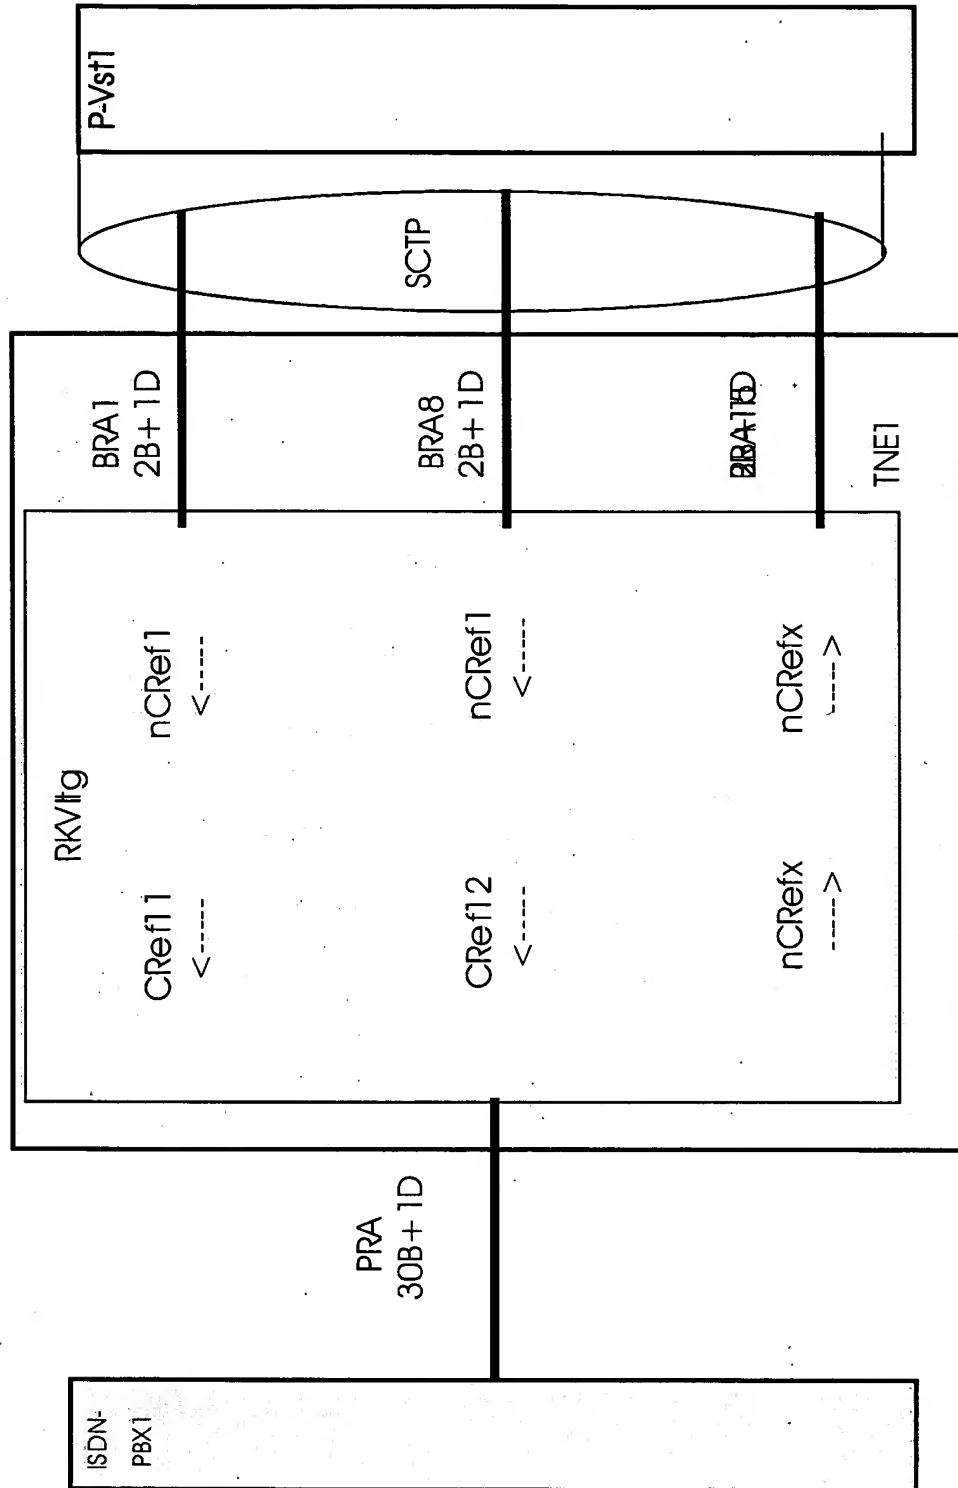 ISDN-
PBX1
PRA
30B+1D
RKVltg
CRef11
<-----
nCRef1
<-----
CRef12
<-----
nCRef1
<-----
nCRefx
----->
nCRefx
----->
BRA1
2B+1D
BRA8
2B+1D
TNE1
SCTP
P-Vst1